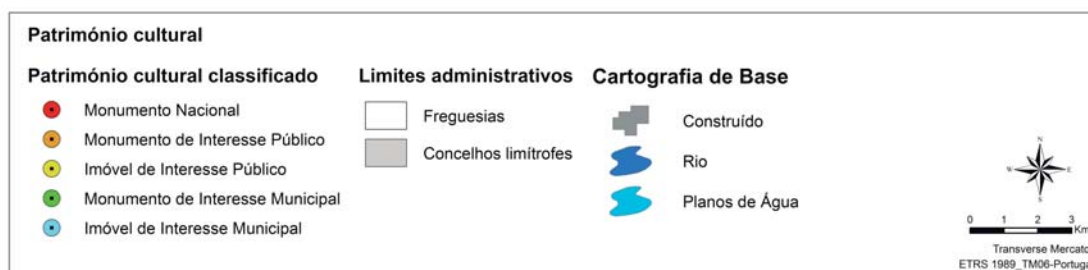 Património cultural
Património cultural classificado
Monumento Nacional
Monumento de Interesse Público
Imóvel de Interesse Público
Monumento de Interesse Municipal
Imóvel de Interesse Municipal
Limites administrativos
Freguesias
Concelhos limítrofes
Cartografia de Base
Construído
Rio
Planos de Água
N
W E
S
0 1 2 3
Km
Transverse Mercato
ETRS 1989_TM06-Portuga